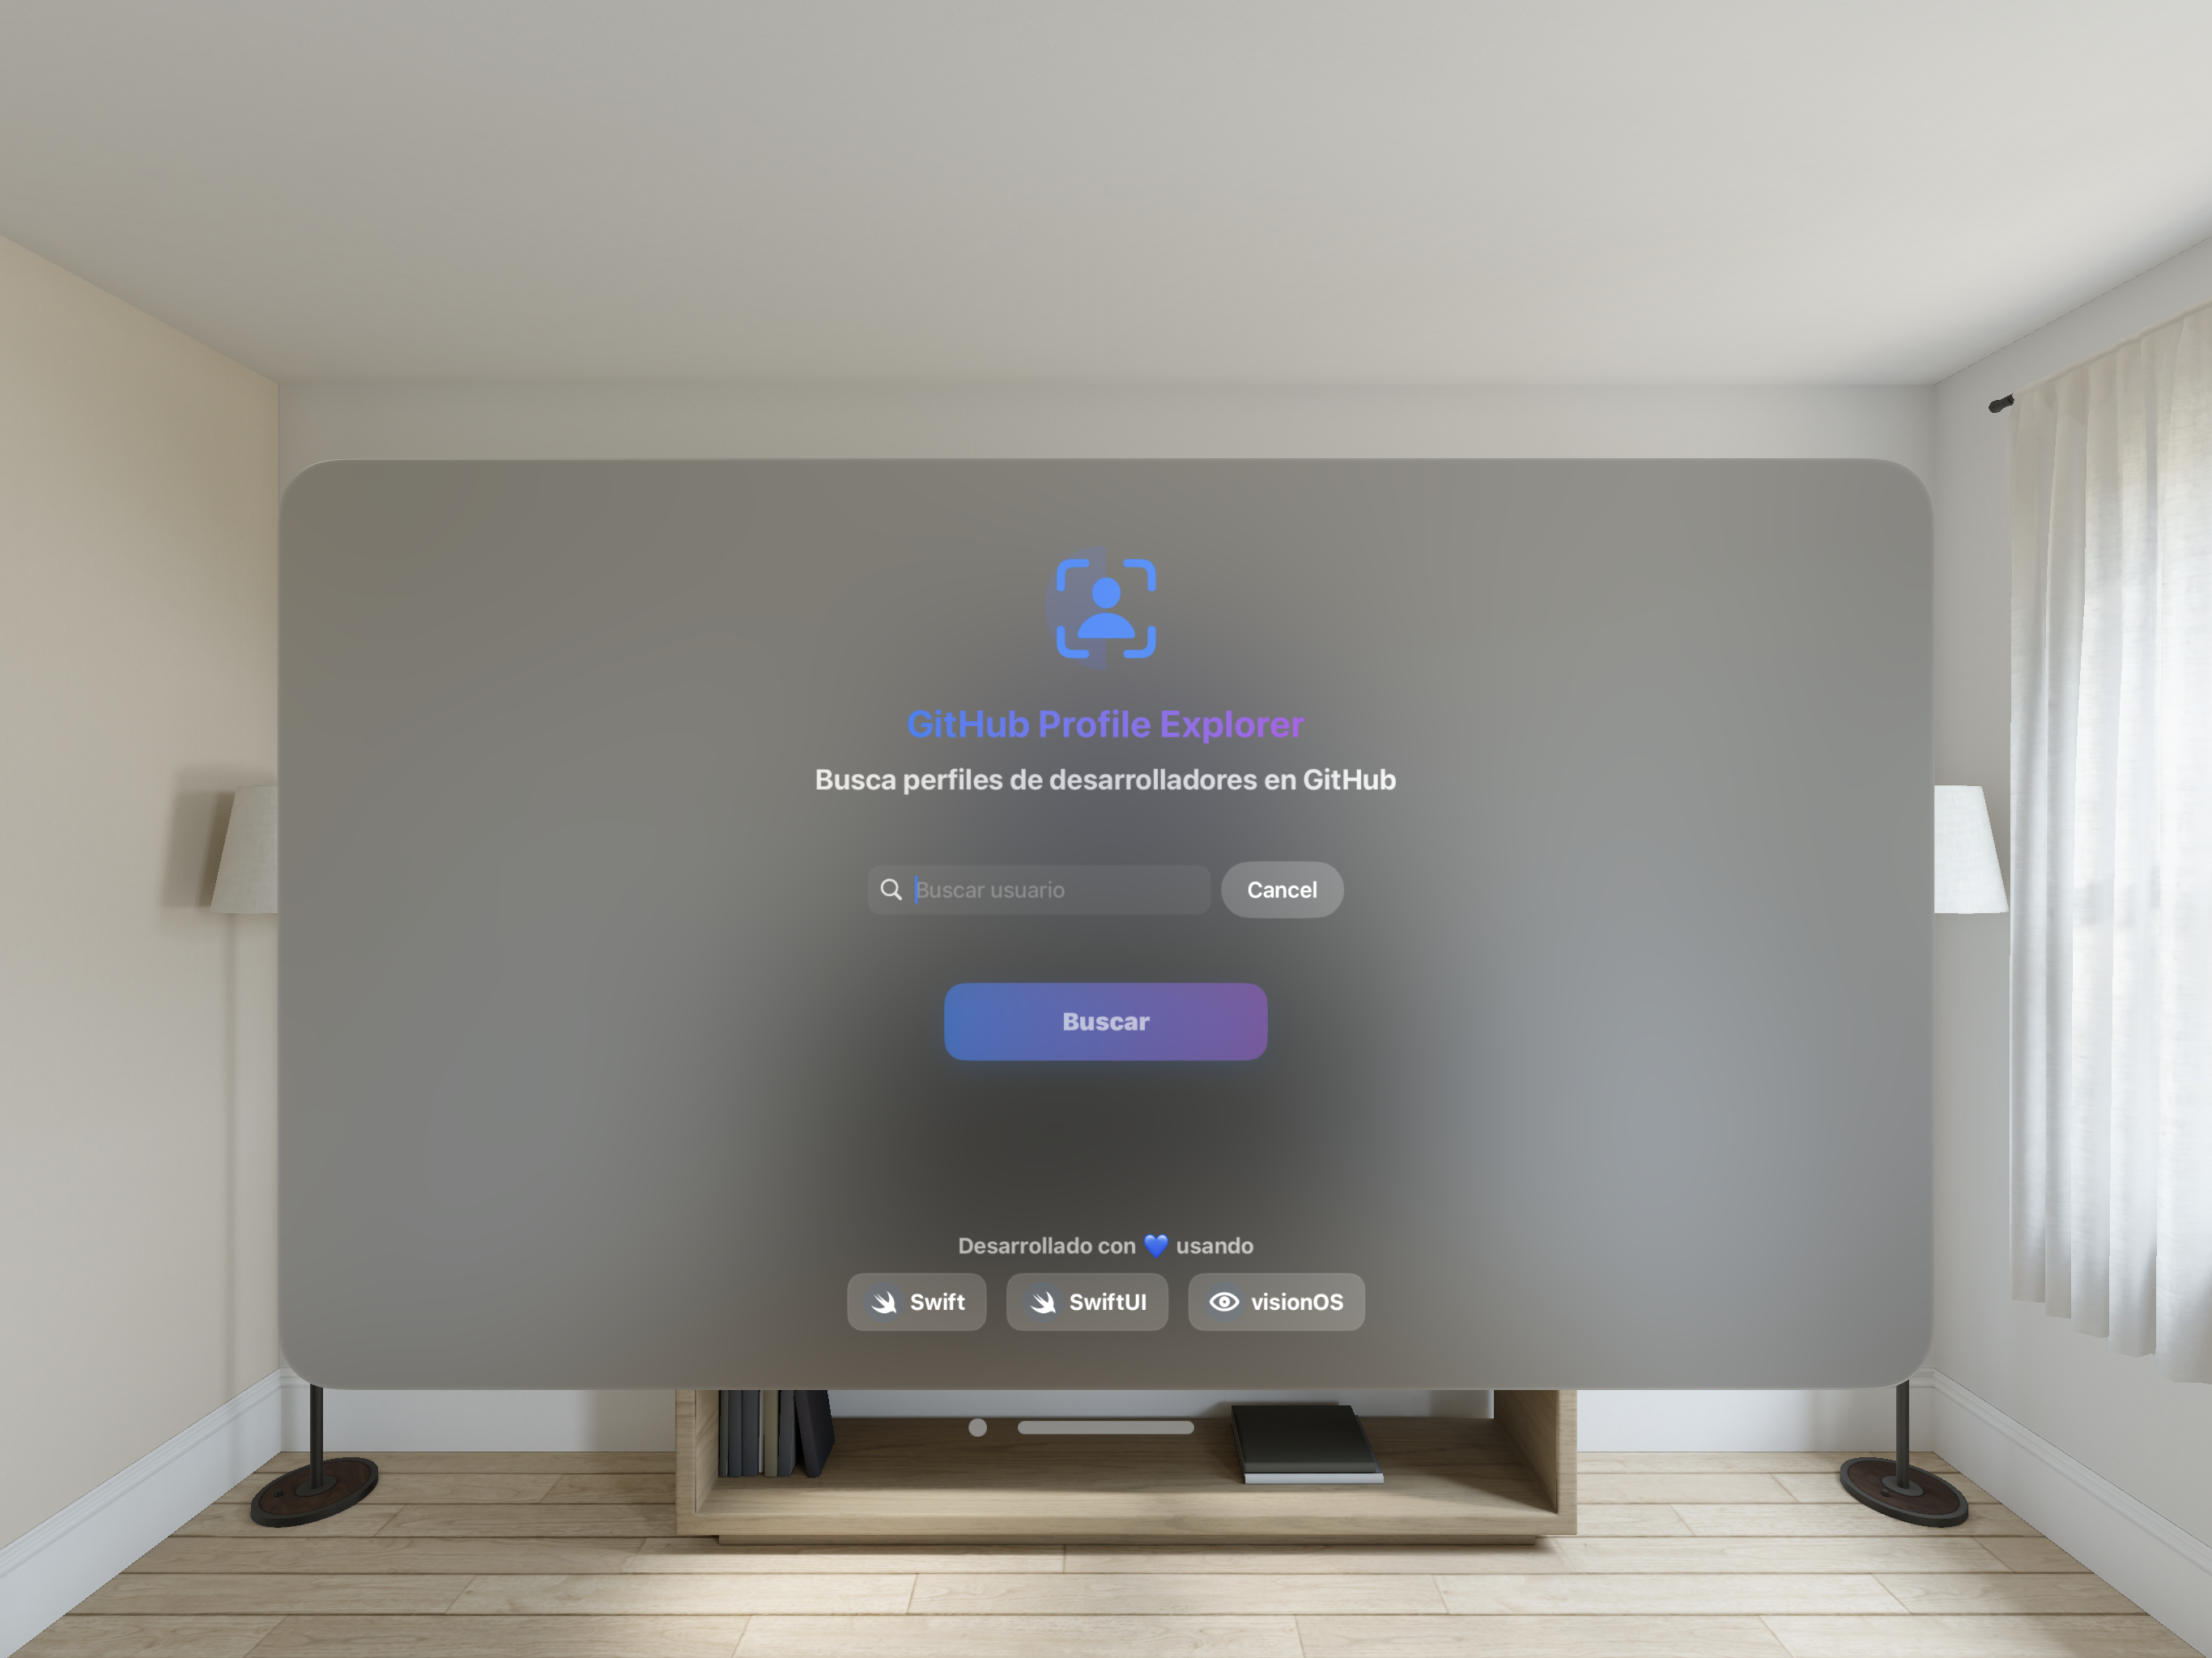 GitHub Profile Explorer
Busca perfiles de desarrolladores en GitHub
Buscar usuario
Cancel
Buscar
Desarrollado con 💙 usando
Swift
SwiftUI
visionOS